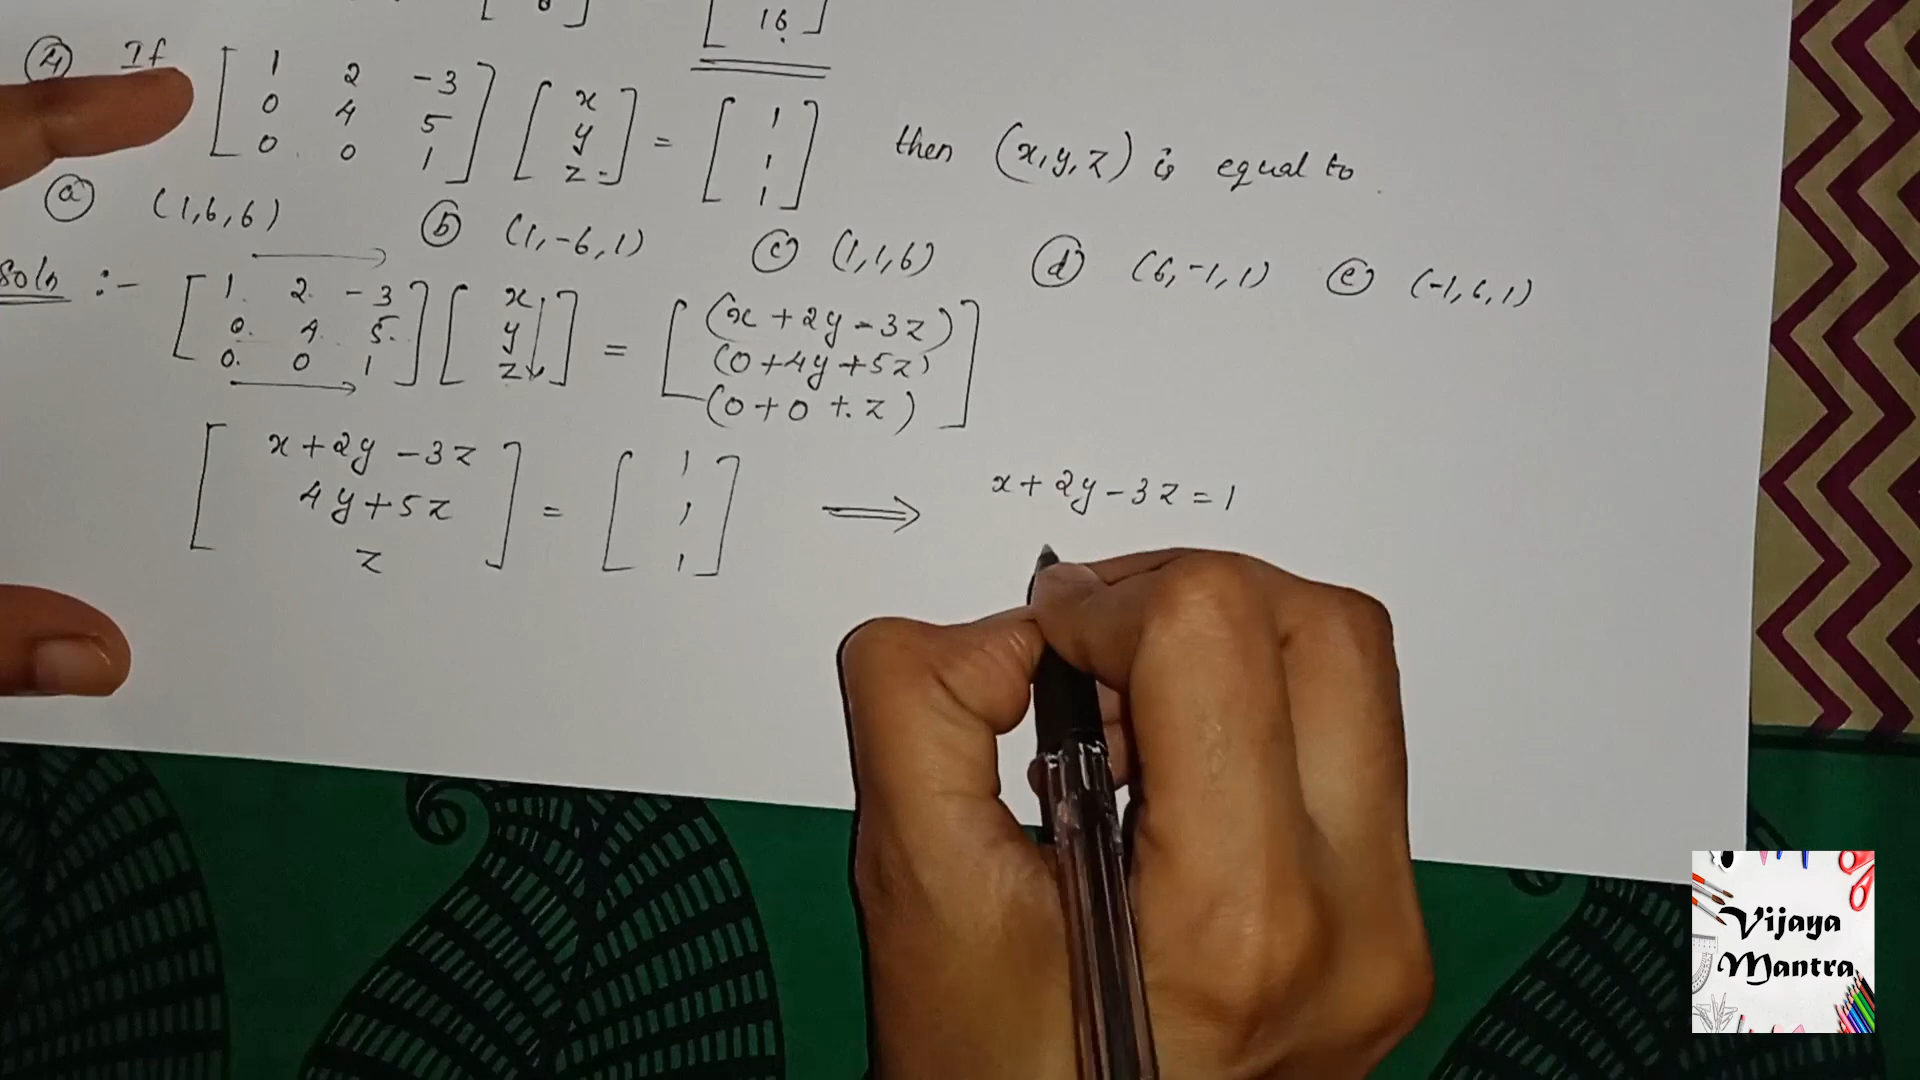 16
4 If [ 1 2 -3 ] [ x ] = [ 1 ] then (x,y,z) is equal to
0 4 5 y 1
0 0 1 z 1
a (1,6,6) b (1,-6,1) c (1,1,6) d (6,-1,1) e (-1,6,1)
Soln :- [ 1 2 -3 ] [ x ] = [ (x+2y-3z) ]
0 4 5 y (0+4y+5z)
0 0 1 z (0+0+z)
[ x+2y-3z ] = [ 1 ] ⟹ x+2y-3z=1
4y+5z 1
z 1
Vijaya
Mantra